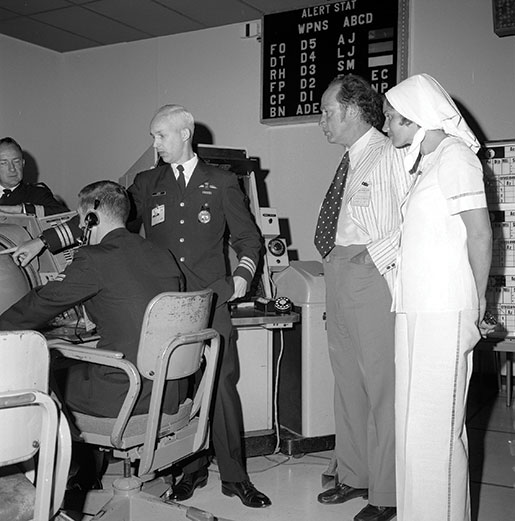 ALERT STAT
WPNS ABCD
FO D5 AJ
DT D4 LJ
RH D3 SM
FP D2 EC
CP D1 NP
BN ADE